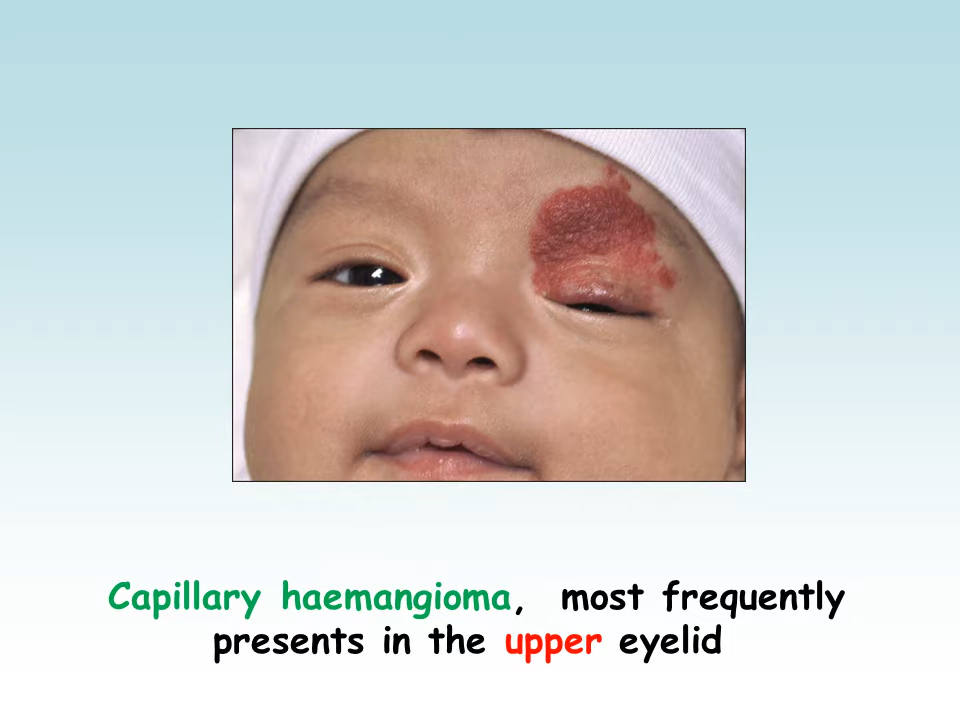 Capillary haemangioma, most frequently
presents in the upper eyelid